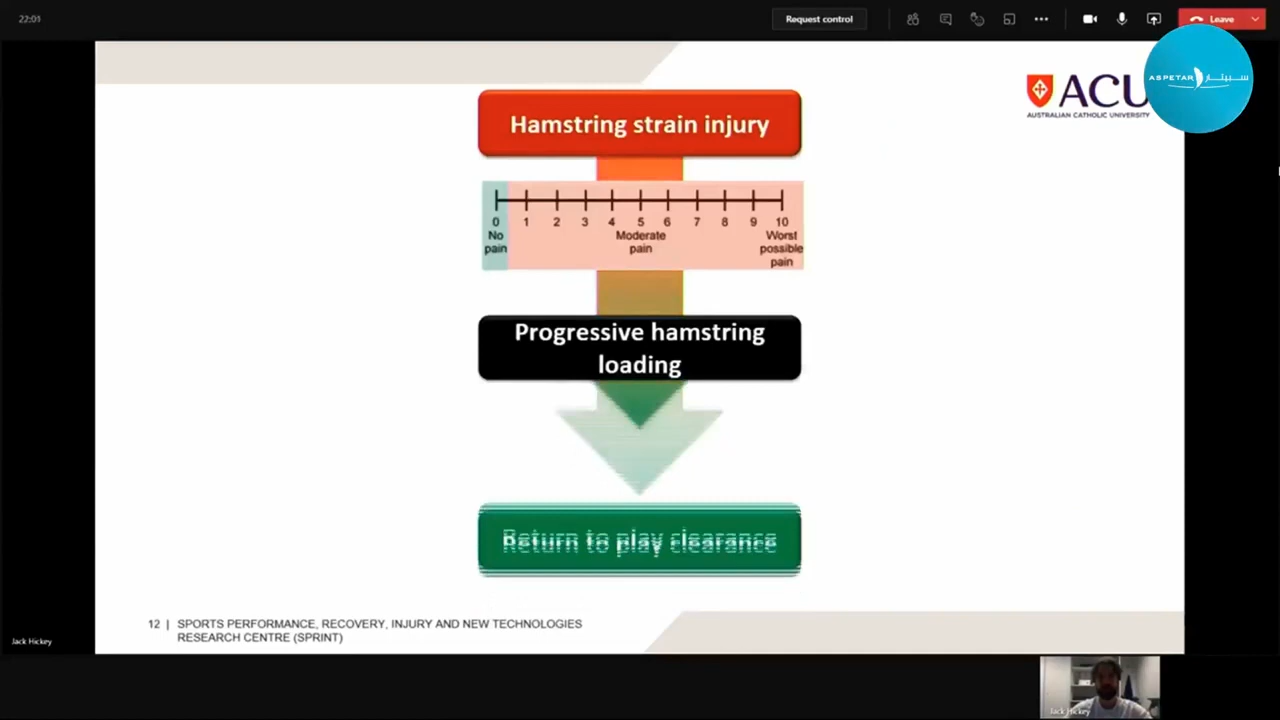 22:01
Request control
Leave
ASPETAR سبيتار
ACU
AUSTRALIAN CATHOLIC UNIVERSITY
Hamstring strain injury
0 1 2 3 4 5 6 7 8 9 10
No pain
Moderate pain
Worst possible pain
Progressive hamstring
loading
Return to play clearance
12 | SPORTS PERFORMANCE, RECOVERY, INJURY AND NEW TECHNOLOGIES
RESEARCH CENTRE (SPRINT)
Jack Hickey
Jack Hickey